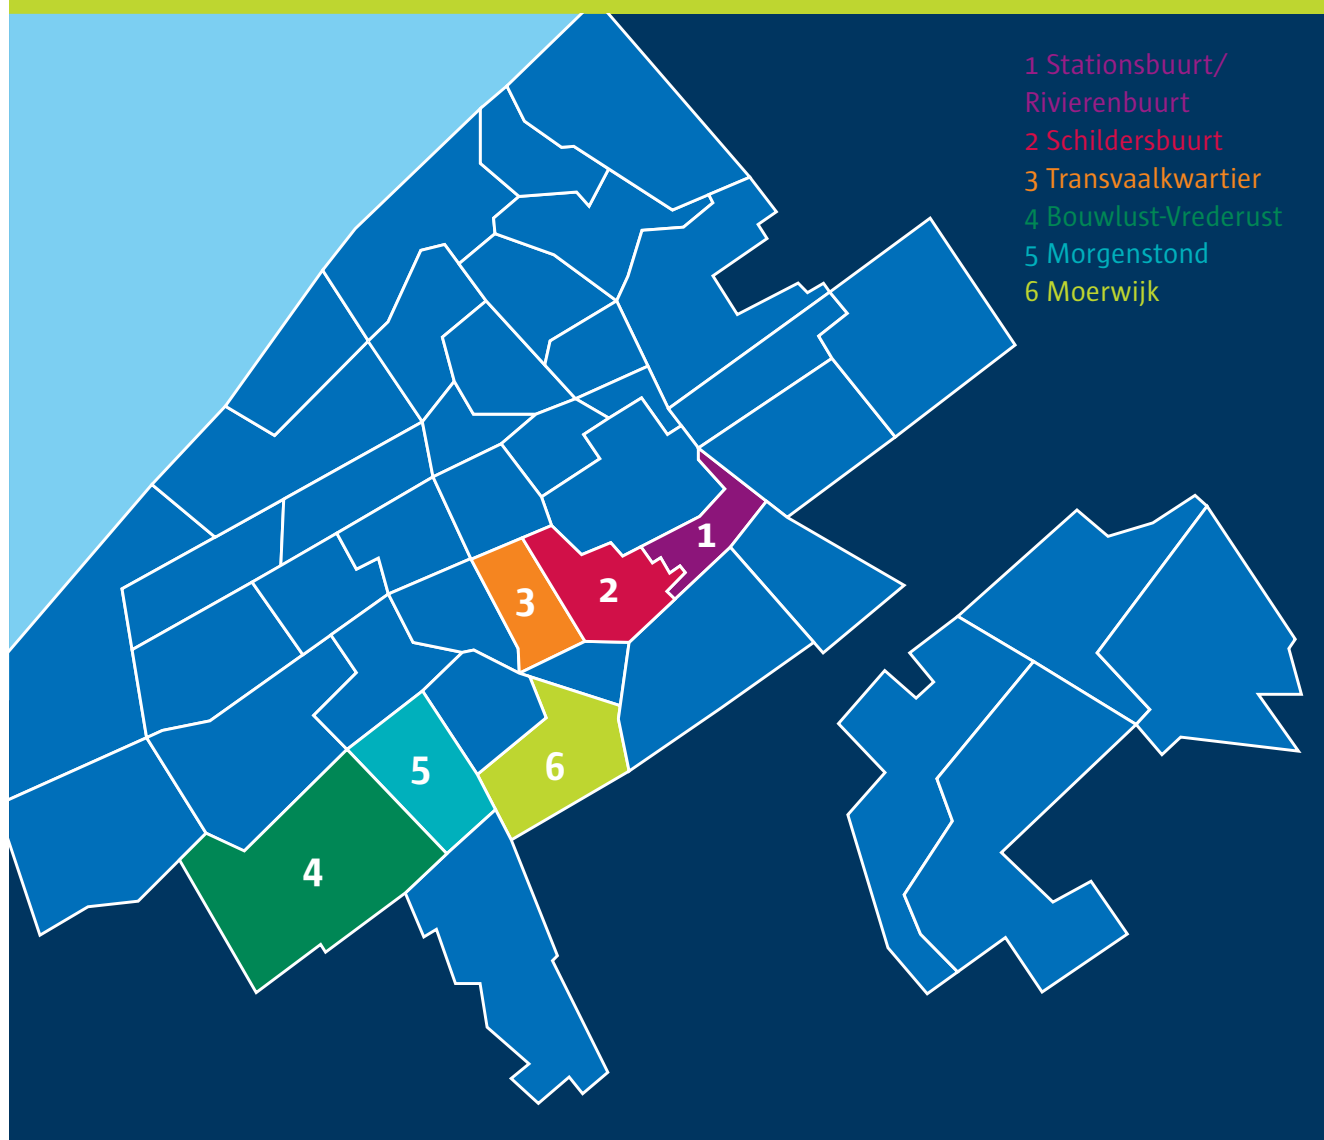 1 Stationsbuurt/
Rivierenbuurt
2 Schildersbuurt
3 Transvaalkwartier
4 Bouwlust-Vrederust
5 Morgenstond
6 Moerwijk
1
2
3
6
5
4